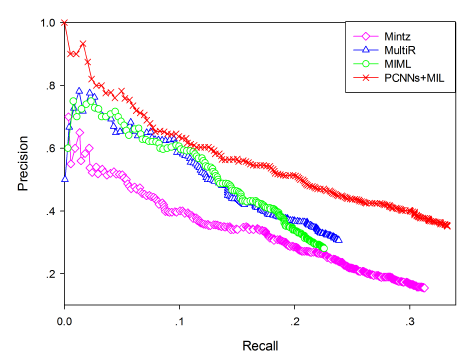 1.0
.8
.6
.4
.2
Precision
0.0
.1
.2
.3
Recall
Mintz
MultiR
MIML
PCNNs+MIL